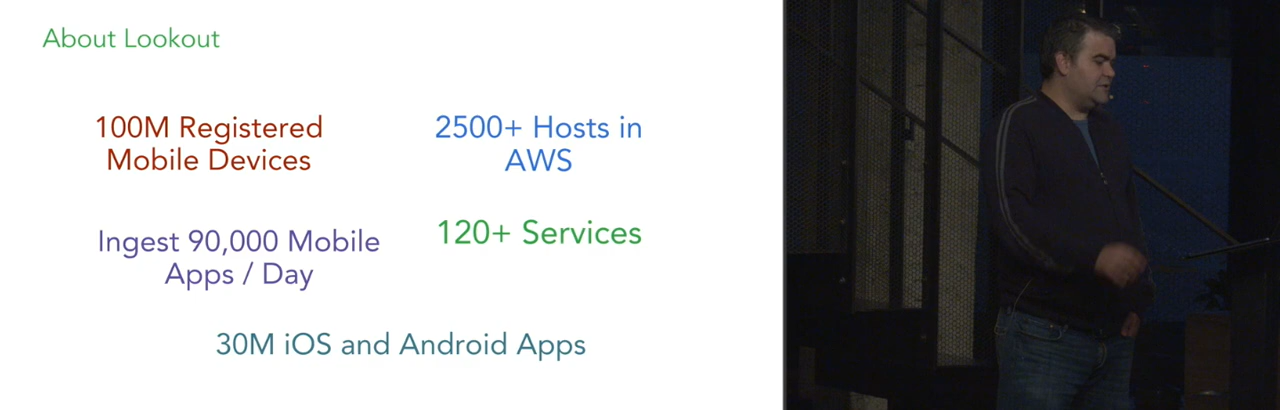 About Lookout
100M Registered
Mobile Devices
2500+ Hosts in
AWS
Ingest 90,000 Mobile
Apps / Day
120+ Services
30M iOS and Android Apps